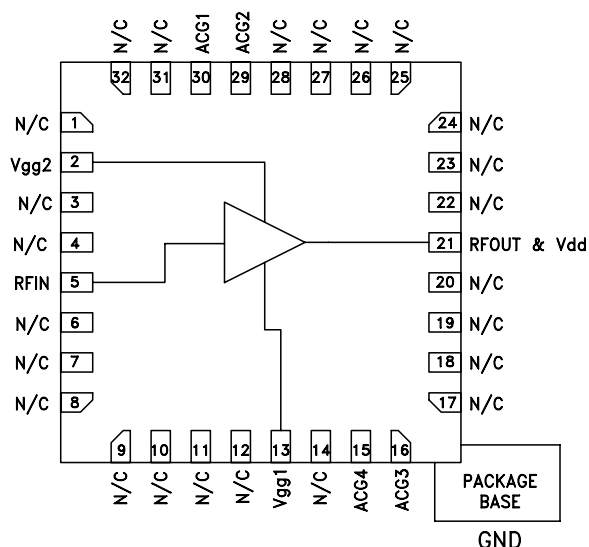 N/C N/C ACG1 ACG2 N/C N/C N/C N/C
32 31 30 29 28 27 26 25
N/C 1
Vgg2 2
N/C 3
N/C 4
RFIN 5
N/C 6
N/C 7
N/C 8
24 N/C
23 N/C
22 N/C
21 RFOUT & Vdd
20 N/C
19 N/C
18 N/C
17 N/C
9 10 11 12 13 14 15 16
N/C N/C N/C N/C Vgg1 N/C ACG4 ACG3
PACKAGE
BASE
GND